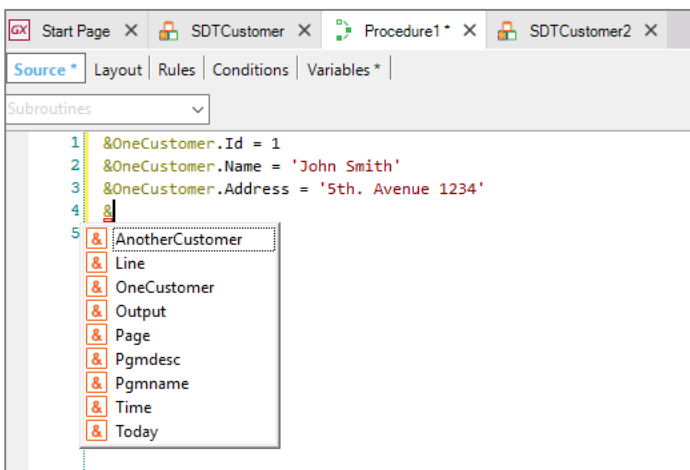 GX Start Page SDTCustomer Procedure1 * SDTCustomer2
Source * Layout Rules Conditions Variables *
Subroutines
1 &OneCustomer.Id = 1
2 &OneCustomer.Name = 'John Smith'
3 &OneCustomer.Address = '5th. Avenue 1234'
4 &
5
& AnotherCustomer
& Line
& OneCustomer
& Output
& Page
& Pgmdesc
& Pgmname
& Time
& Today